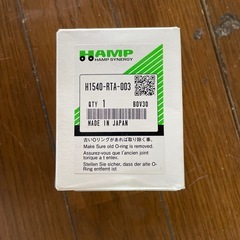 HAMP
HAMP SYNERGY
H1540-RTA-003
QTY 1
BOV30
MADE IN JAPAN
古いOリングがあれば取り除く事。
Make Sure old O-ring is removed.
Assurez-vous que l'ancien joint
torique a t enlev.
Stellen Sie sicher, dass der alte O-
Ring entfernt ist